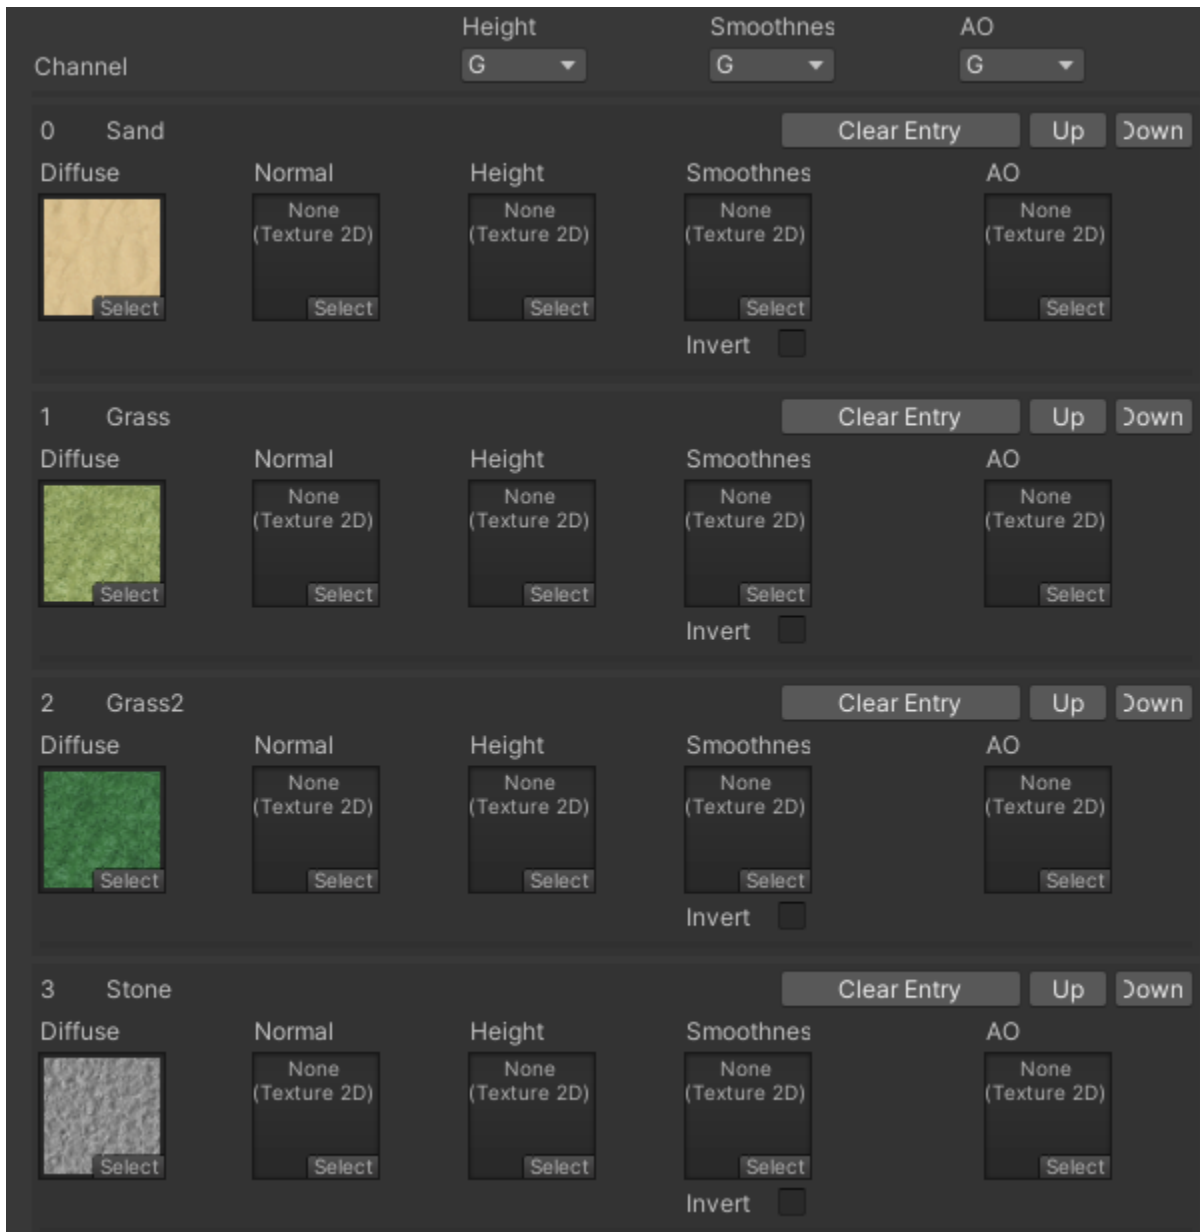 Height Smoothnes AO
Channel G G G
0 Sand Clear Entry Up Down
Diffuse Normal Height Smoothnes AO
None None None None
(Texture 2D) (Texture 2D) (Texture 2D) (Texture 2D)
Select Select Select Select Select
Invert
1 Grass Clear Entry Up Down
Diffuse Normal Height Smoothnes AO
None None None None
(Texture 2D) (Texture 2D) (Texture 2D) (Texture 2D)
Select Select Select Select Select
Invert
2 Grass2 Clear Entry Up Down
Diffuse Normal Height Smoothnes AO
None None None None
(Texture 2D) (Texture 2D) (Texture 2D) (Texture 2D)
Select Select Select Select Select
Invert
3 Stone Clear Entry Up Down
Diffuse Normal Height Smoothnes AO
None None None None
(Texture 2D) (Texture 2D) (Texture 2D) (Texture 2D)
Select Select Select Select Select
Invert